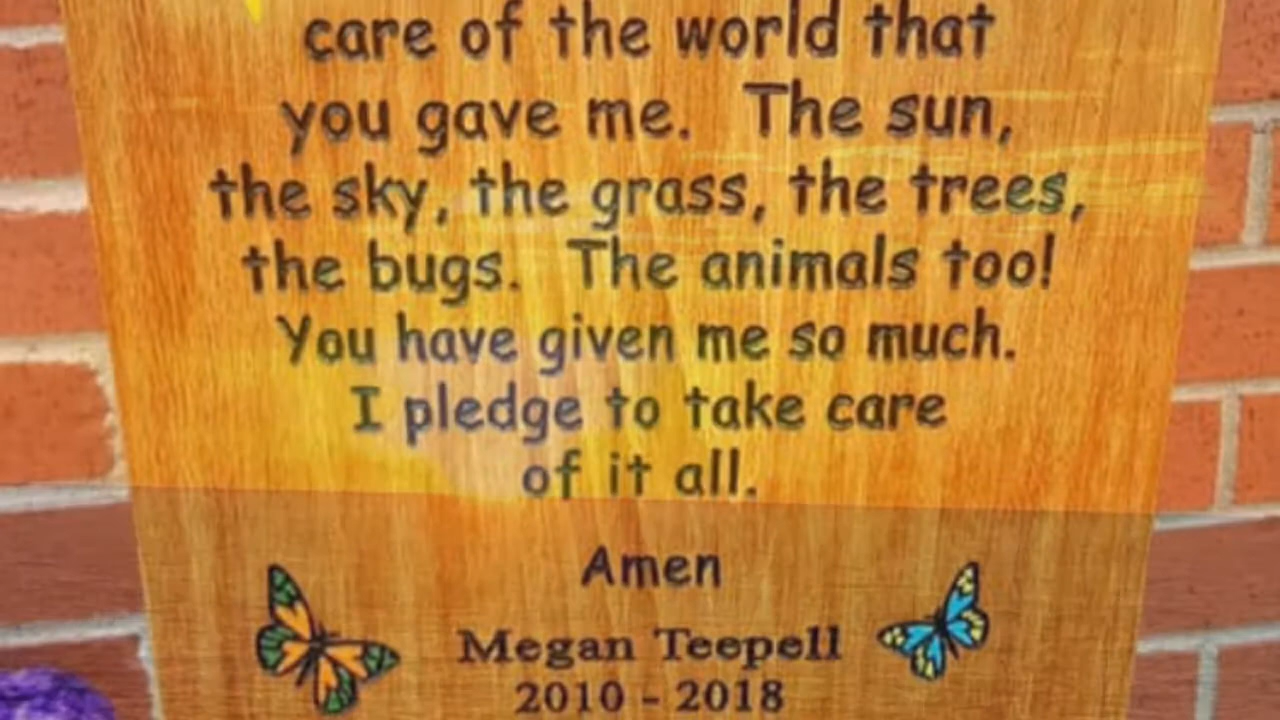 care of the world that
you gave me. The sun,
the sky, the grass, the trees,
the bugs. The animals too!
You have given me so much.
I pledge to take care
of it all.
Amen
Megan Teepell
2010 - 2018